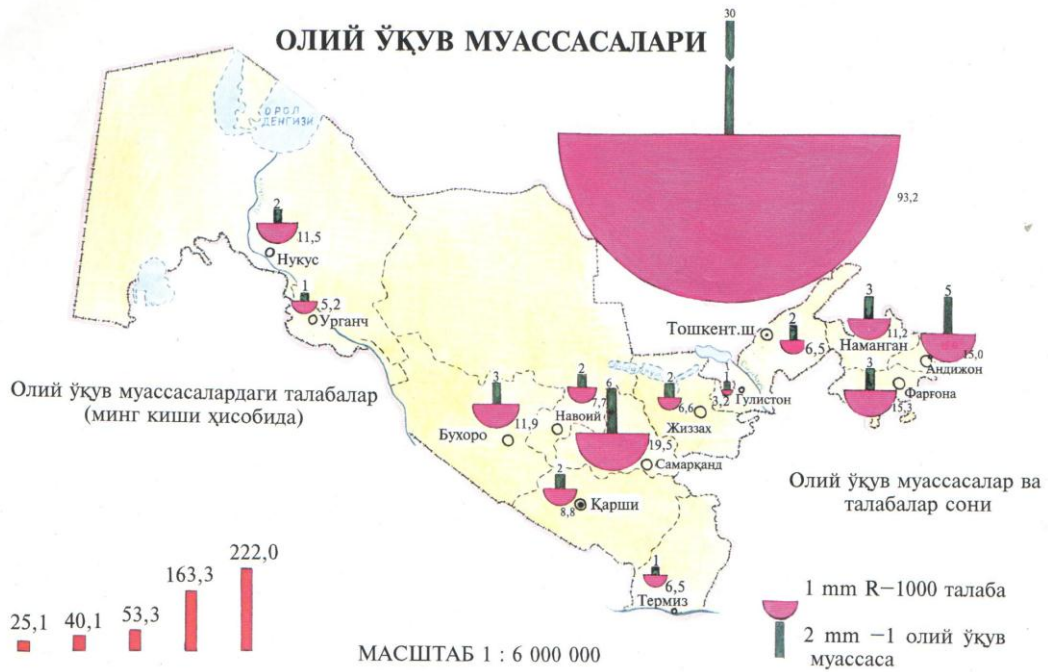 ОЛИЙ ЎҚУВ МУАССАСАЛАРИ
30
93,2
ОРОЛ
ДЕНГИЗИ
2
11,5
Нукус
1
5,2
Урганч
Тошкент.ш
2
6,5
3
11,2
Наманган
5
15,0
Андижон
3
15,3
Фарғона
Олий ўқув муассасалардаги талабалар
(минг киши ҳисобида)
3
11,9
Бухоро
2
7,7
Навоий
6
19,5
Самарқанд
2
6,6
Жиззах
1
3,2
Гулистон
2
8,8
Қарши
1
6,5
Термиз
Олий ўқув муассасалар ва
талабалар сони
1 mm R–1000 талаба
2 mm –1 олий ўқув
муассаса
25,1
40,1
53,3
163,3
222,0
МАСШТАБ 1 : 6 000 000